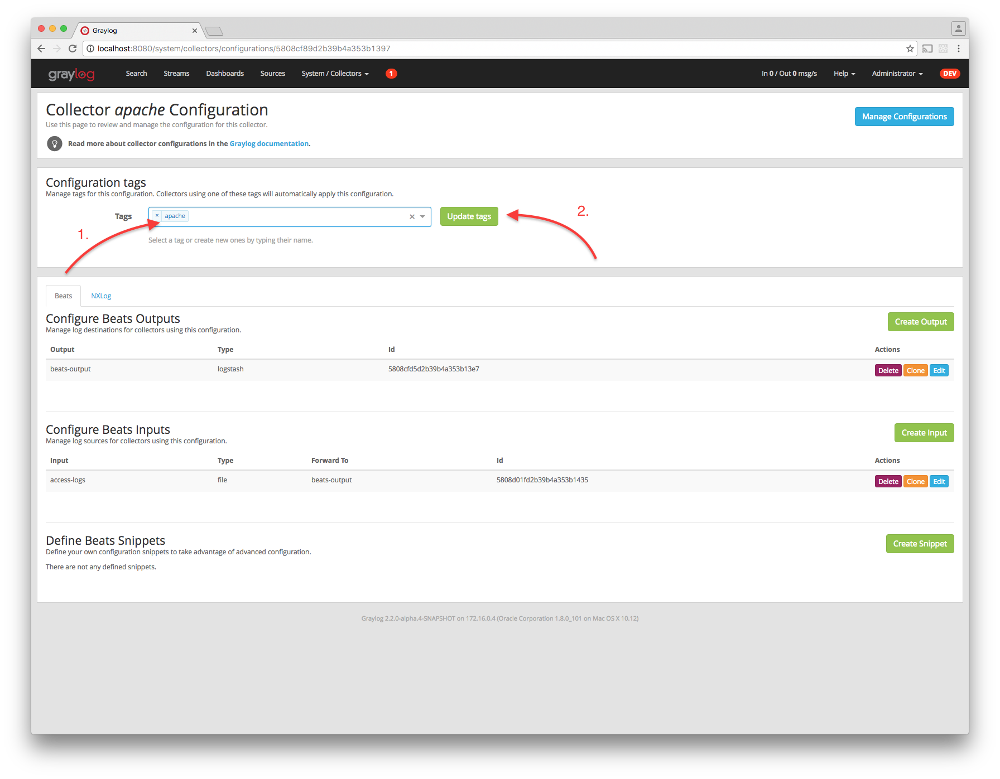 Graylog
localhost:8080/system/collectors/configurations/5808cf89d2b39b4a353b1397
graylog Search Streams Dashboards Sources System / Collectors 1 In 0 / Out 0 msg/s Help Administrator DEV
Collector apache Configuration
Manage Configurations
Use this page to review and manage the configuration for this collector.
Read more about collector configurations in the Graylog documentation.
Configuration tags
Manage tags for this configuration. Collectors using one of these tags will automatically apply this configuration.
Tags × apache × Update tags
1.
2.
Select a tag or create new ones by typing their name.
Beats NXLog
Configure Beats Outputs
Create Output
Manage log destinations for collectors using this configuration.
Output Type Id Actions
beats-output logstash 5808cfd5d2b39b4a353b13e7 Delete Clone Edit
Configure Beats Inputs
Create Input
Manage log sources for collectors using this configuration.
Input Type Forward To Id Actions
access-logs file beats-output 5808d01fd2b39b4a353b1435 Delete Clone Edit
Define Beats Snippets
Create Snippet
Define your own configuration snippets to take advantage of advanced configuration.
There are not any defined snippets.
Graylog 2.2.0-alpha.4-SNAPSHOT on 172.16.0.4 (Oracle Corporation 1.8.0_101 on Mac OS X 10.12)